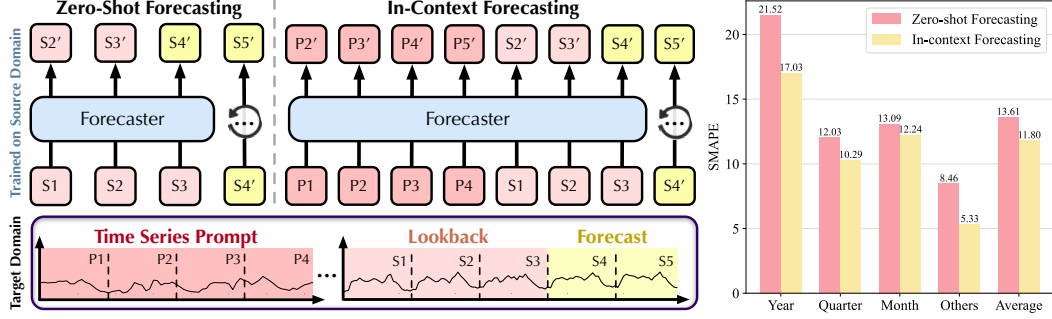 Zero-Shot Forecasting
In-Context Forecasting
Trained on Source Domain
S2′ S3′ S4′ S5′
P2′ P3′ P4′ P5′ S2′ S3′ S4′ S5′
Forecaster ...
Forecaster ...
S1 S2 S3 S4′
P1 P2 P3 P4 S1 S2 S3 S4′
Target Domain
Time Series Prompt
P1 P2 P3 P4
...
Lookback Forecast
S1 S2 S3 S4 S5
SMAPE
0
5
10
15
20
Zero-shot Forecasting
In-context Forecasting
21.52 17.03
12.03 10.29
13.09 12.24
8.46 5.33
13.61 11.80
Year Quarter Month Others Average